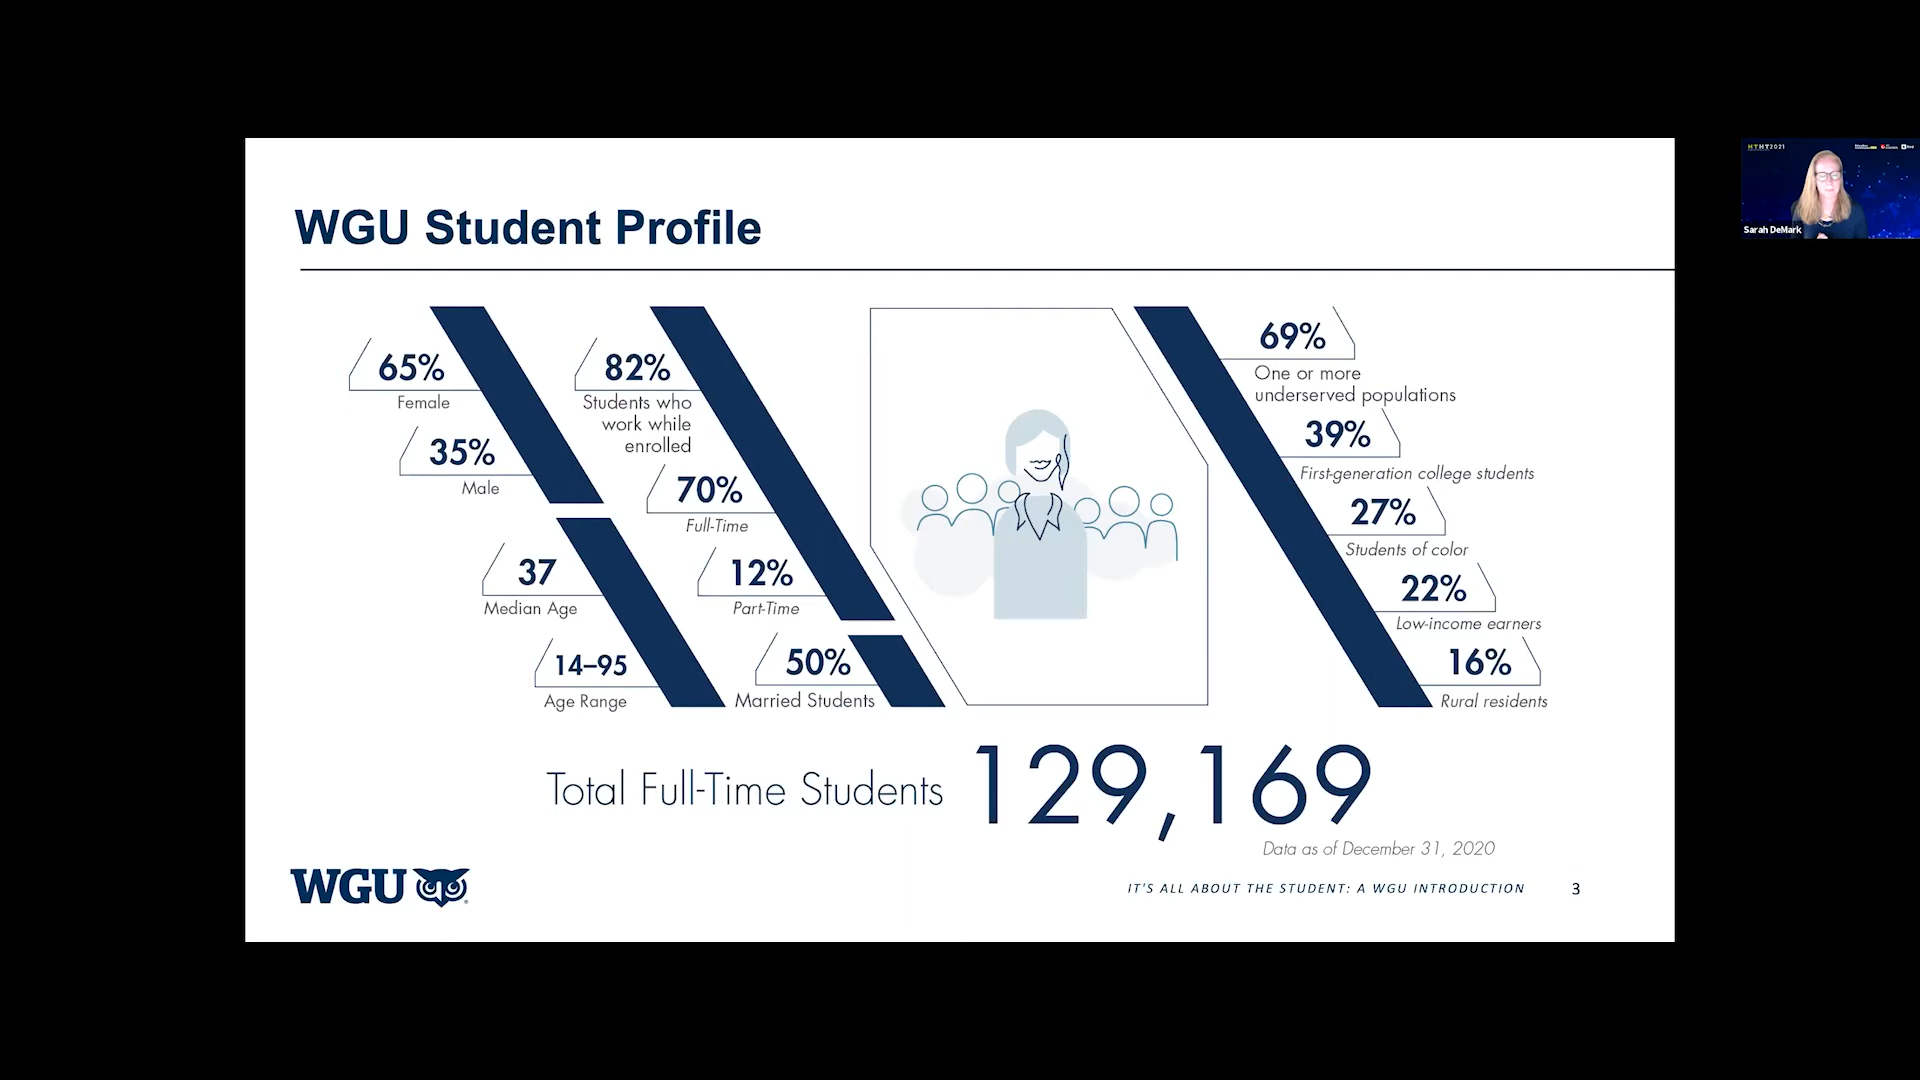 WGU Student Profile
65%
Female
35%
Male
37
Median Age
14–95
Age Range
82%
Students who
work while
enrolled
70%
Full-Time
12%
Part-Time
50%
Married Students
69%
One or more
underserved populations
39%
First-generation college students
27%
Students of color
22%
Low-income earners
16%
Rural residents
Total Full-Time Students 129,169
Data as of December 31, 2020
WGU
IT'S ALL ABOUT THE STUDENT: A WGU INTRODUCTION 3
HTHT2021
Sarah DeMark